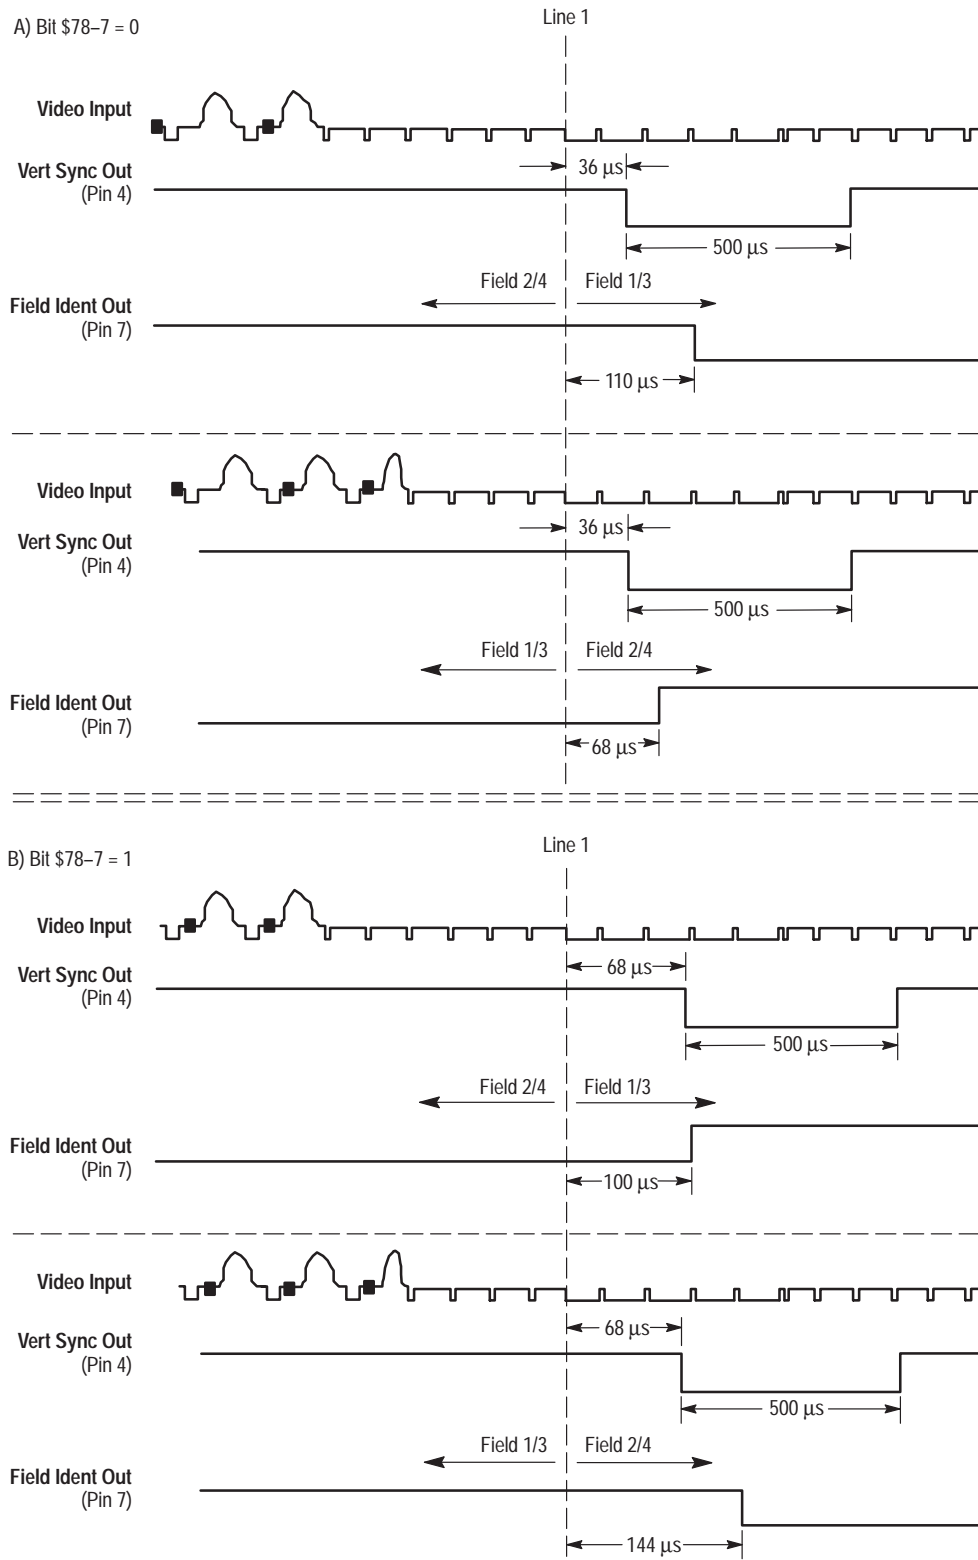 Line 1
A) Bit $78–7 = 0
Video Input
Vert Sync Out
(Pin 4)
36 µs
500 µs
Field 2/4
Field 1/3
Field Ident Out
(Pin 7)
110 µs
Video Input
36 µs
Vert Sync Out
(Pin 4)
500 µs
Field 1/3
Field 2/4
Field Ident Out
(Pin 7)
68 µs
Line 1
B) Bit $78–7 = 1
Video Input
68 µs
Vert Sync Out
(Pin 4)
500 µs
Field 2/4
Field 1/3
Field Ident Out
(Pin 7)
100 µs
Video Input
68 µs
Vert Sync Out
(Pin 4)
500 µs
Field 1/3
Field 2/4
Field Ident Out
(Pin 7)
144 µs